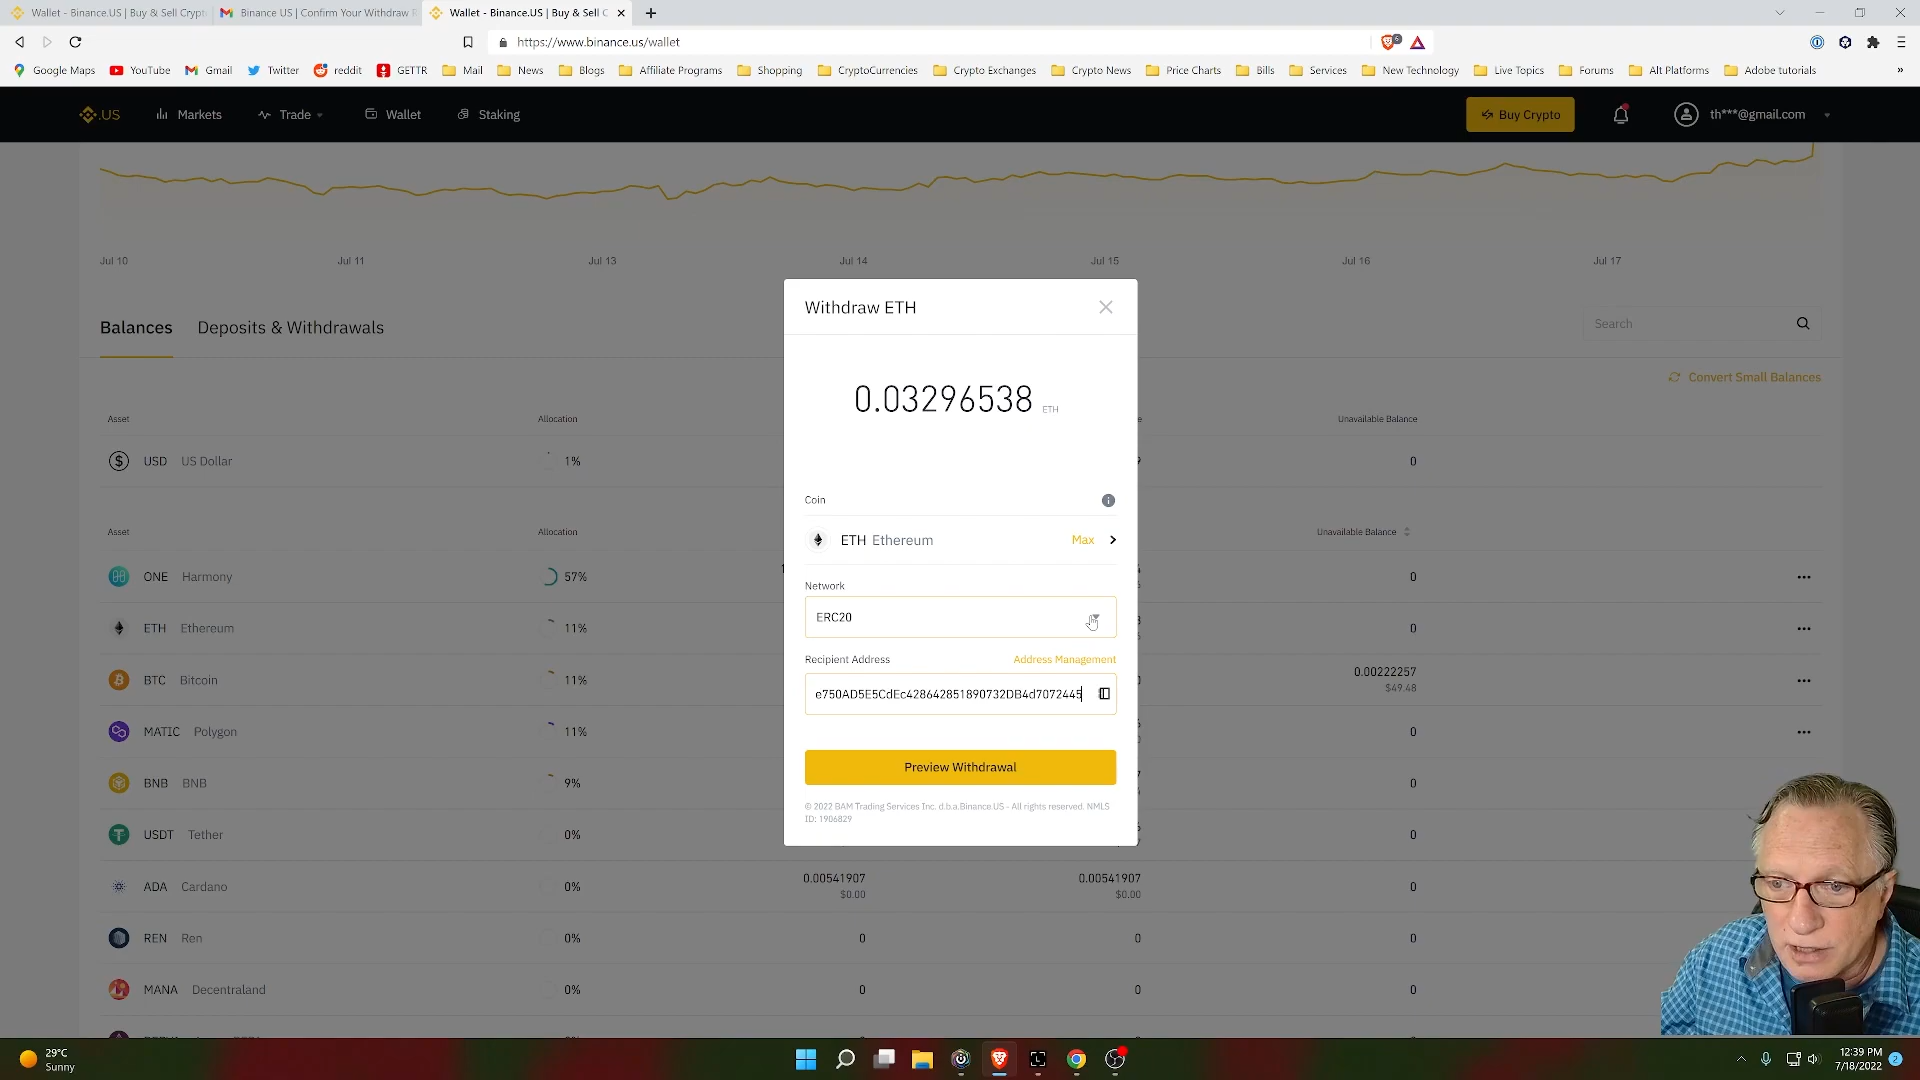 Wallet - Binance.US | Buy & Sell Crypt
Binance US | Confirm Your Withdraw R
Wallet - Binance.US | Buy & Sell C
https://www.binance.us/wallet
Google Maps
YouTube
Gmail
Twitter
reddit
GETTR
Mail
News
Blogs
Affiliate Programs
Shopping
CryptoCurrencies
Crypto Exchanges
Crypto News
Price Charts
Bills
Services
New Technology
Live Topics
Forums
Alt Platforms
Adobe tutorials
»
.US
Markets
Trade
Wallet
Staking
Buy Crypto
th***@gmail.com
Jul 10
Jul 11
Jul 13
Jul 14
Jul 15
Jul 16
Jul 17
Balances
Deposits & Withdrawals
Search
Convert Small Balances
Asset
Allocation
Unavailable Balance
USD US Dollar
1%
0
Asset
Allocation
Unavailable Balance
ONE Harmony
57%
0
ETH Ethereum
11%
0
BTC Bitcoin
11%
0.00222257
$49.48
MATIC Polygon
11%
0
BNB BNB
9%
0
USDT Tether
0%
0
ADA Cardano
0%
0.00541907
$0.00
0.00541907
$0.00
0
REN Ren
0%
0
0
0
MANA Decentraland
0%
0
0
0
Withdraw ETH
0.03296538 ETH
Coin
ETH Ethereum
Max
Network
ERC20
Recipient Address
Address Management
e750AD5E5CdEc428642851890732DB4d7072445
Preview Withdrawal
© 2022 BAM Trading Services Inc. d.b.a.Binance.US - All rights reserved. NMLS
ID: 1906829
29°C
Sunny
12:39 PM
7/18/2022
2